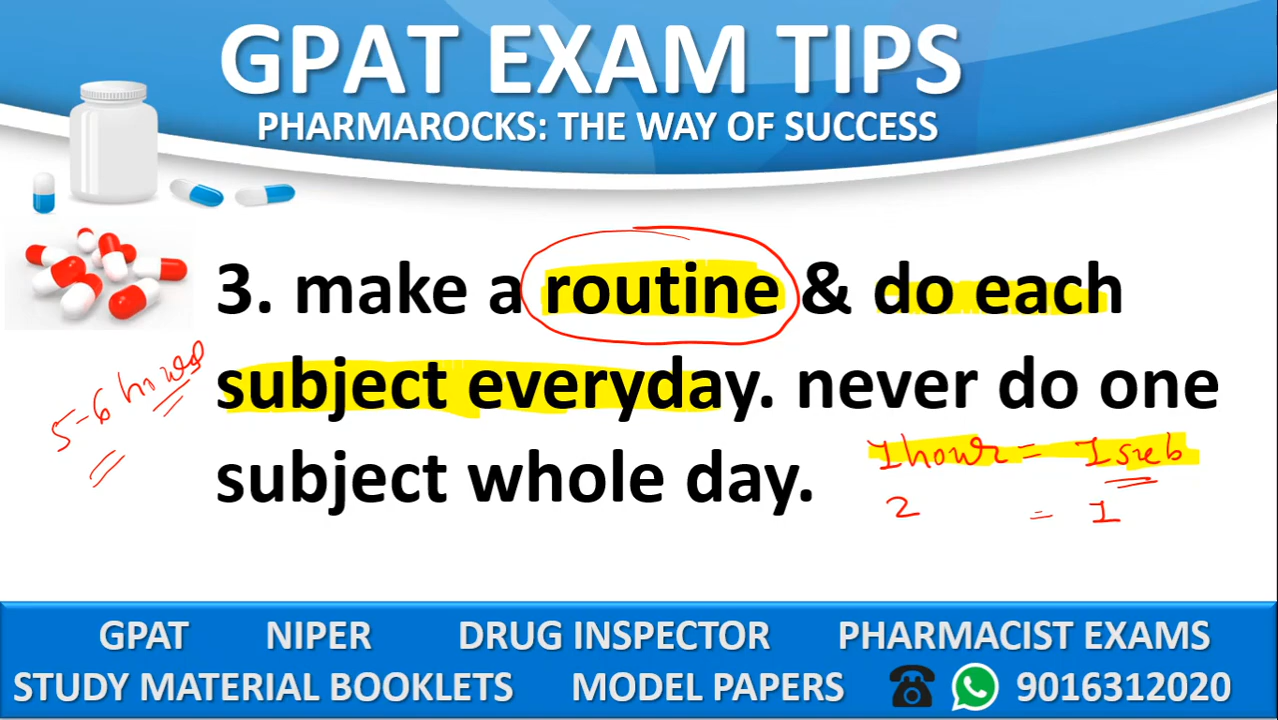 GPAT EXAM TIPS
PHARMAROCKS: THE WAY OF SUCCESS
3. make a routine & do each
subject everyday. never do one
subject whole day.
5-6 hours
1 hour = 1 sub
2 = 1
GPAT NIPER DRUG INSPECTOR PHARMACIST EXAMS
STUDY MATERIAL BOOKLETS MODEL PAPERS 9016312020